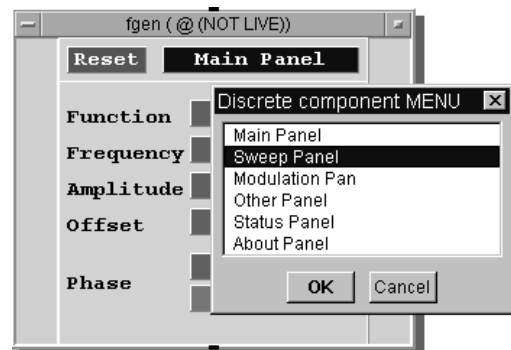 fgen ( @ (NOT LIVE))
Reset Main Panel
Function
Frequency
Amplitude
Offset
Phase
Discrete component MENU
Main Panel
Sweep Panel
Modulation Pan
Other Panel
Status Panel
About Panel
OK Cancel